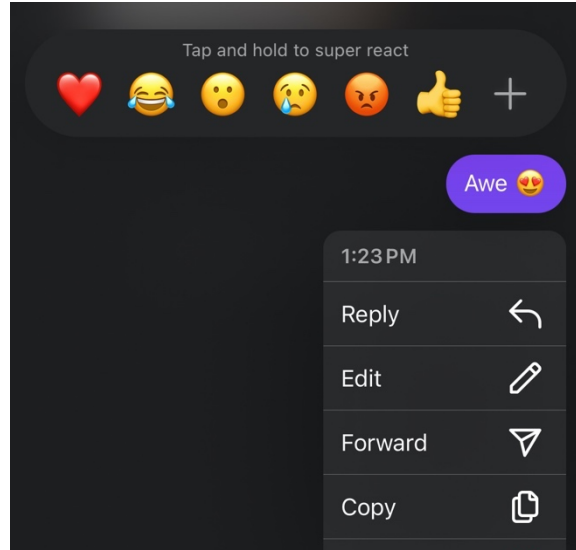 Tap and hold to super react
Awe 😍
1:23 PM
Reply
Edit
Forward
Copy